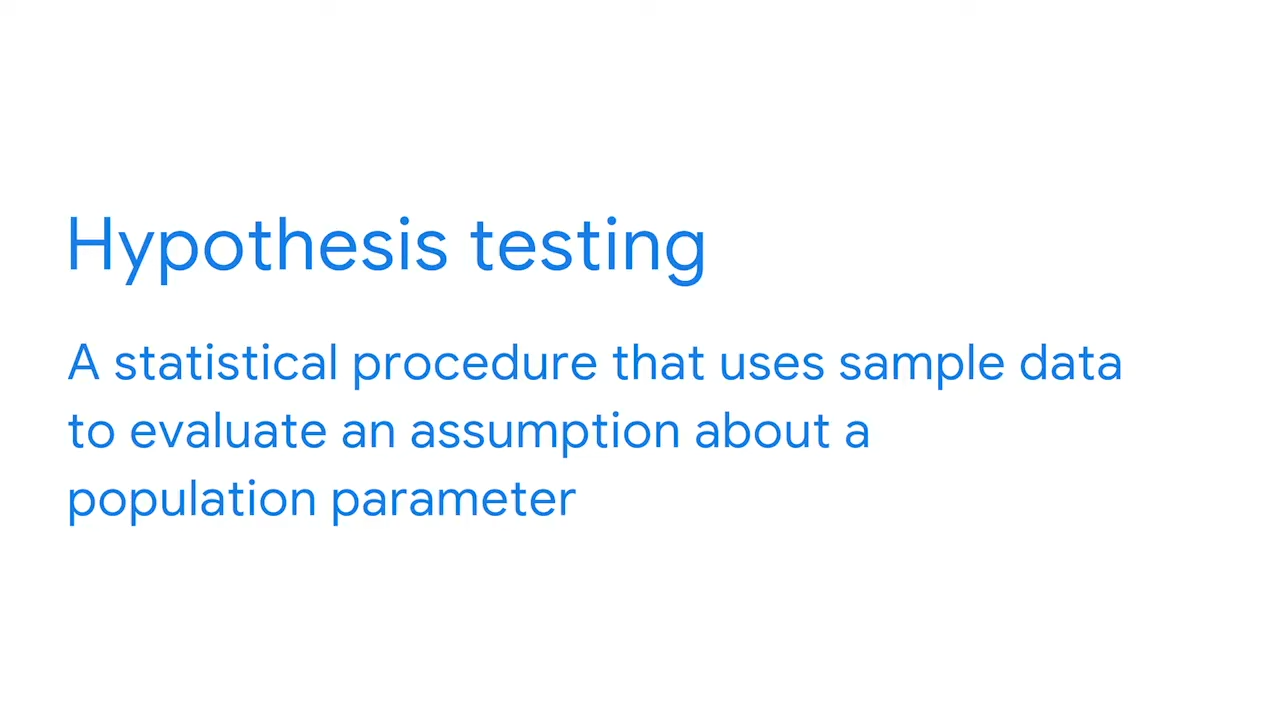 Hypothesis testing
A statistical procedure that uses sample data
to evaluate an assumption about a
population parameter